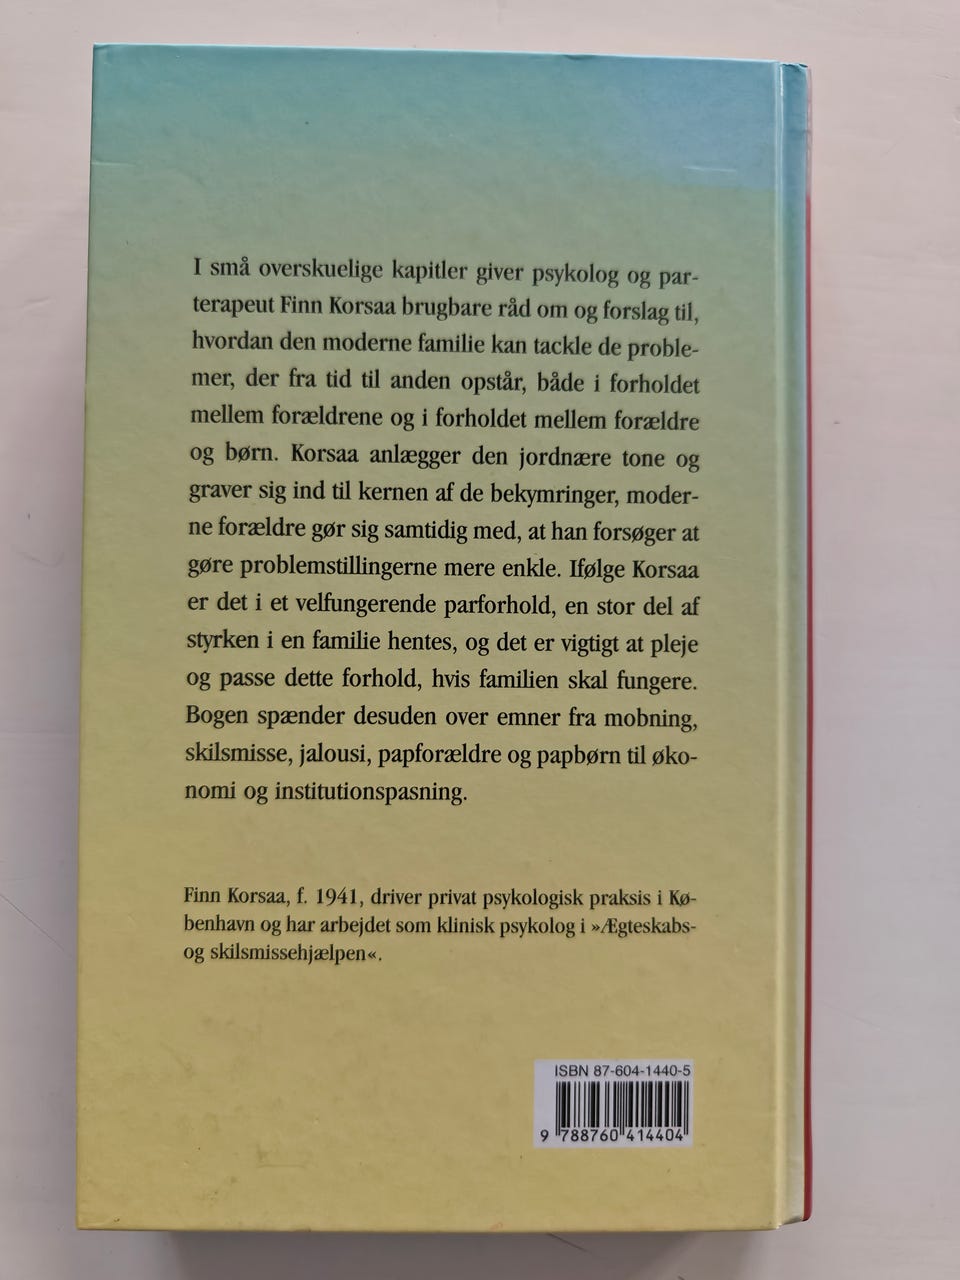 I små overskuelige kapitler giver psykolog og par-
terapeut Finn Korsaa brugbare råd om og forslag til,
hvordan den moderne familie kan tackle de proble-
mer, der fra tid til anden opstår, både i forholdet
mellem forældrene og i forholdet mellem forældre
og børn. Korsaa anlægger den jordnære tone og
graver sig ind til kernen af de bekymringer, moder-
ne forældre gør sig samtidig med, at han forsøger at
gøre problemstillingerne mere enkle. Ifølge Korsaa
er det i et velfungerende parforhold, en stor del af
styrken i en familie hentes, og det er vigtigt at pleje
og passe dette forhold, hvis familien skal fungere.
Bogen spænder desuden over emner fra mobning,
skilsmisse, jalousi, papforældre og papbørn til øko-
nomi og institutionspasning.
Finn Korsaa, f. 1941, driver privat psykologisk praksis i Kø-
benhavn og har arbejdet som klinisk psykolog i »Ægteskabs-
og skilsmissehjælpen«.
ISBN 87-604-1440-5
9 788760 414404